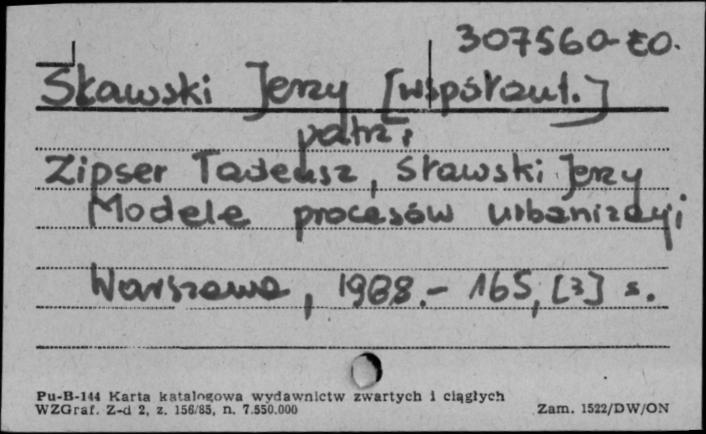 307560-EO.
Sławski Jerzy [współaut.]
patrz:
Zipser Tadeusz, Sławski Jerzy
Modele procesów urbanizacji
Warszawa, 1988.- 165, [3] s.
Pu-B-144 Karta katalogowa wydawnictw zwartych i ciągłych
WZGraf. Z-d 2, z. 156/85, n. 7.550.000
Zam. 1522/DW/ON